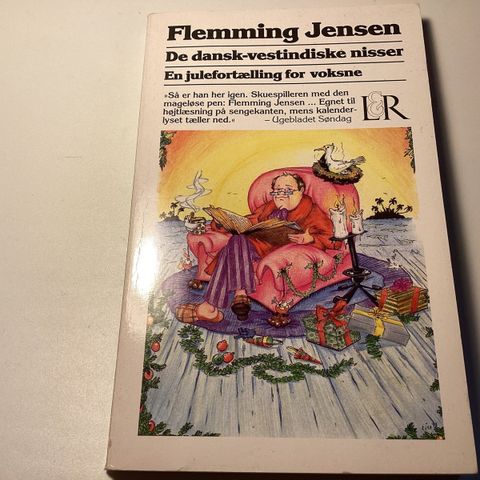 Flemming Jensen
De dansk-vestindiske nisser
En julefortælling for voksne
»Så er han her igen. Skuespilleren med den
mageløse pen: Flemming Jensen ... Egnet til
højtlæsning på sengekanten, mens kalender-
lyset tæller ned.« – Ugebladet Søndag
L&R